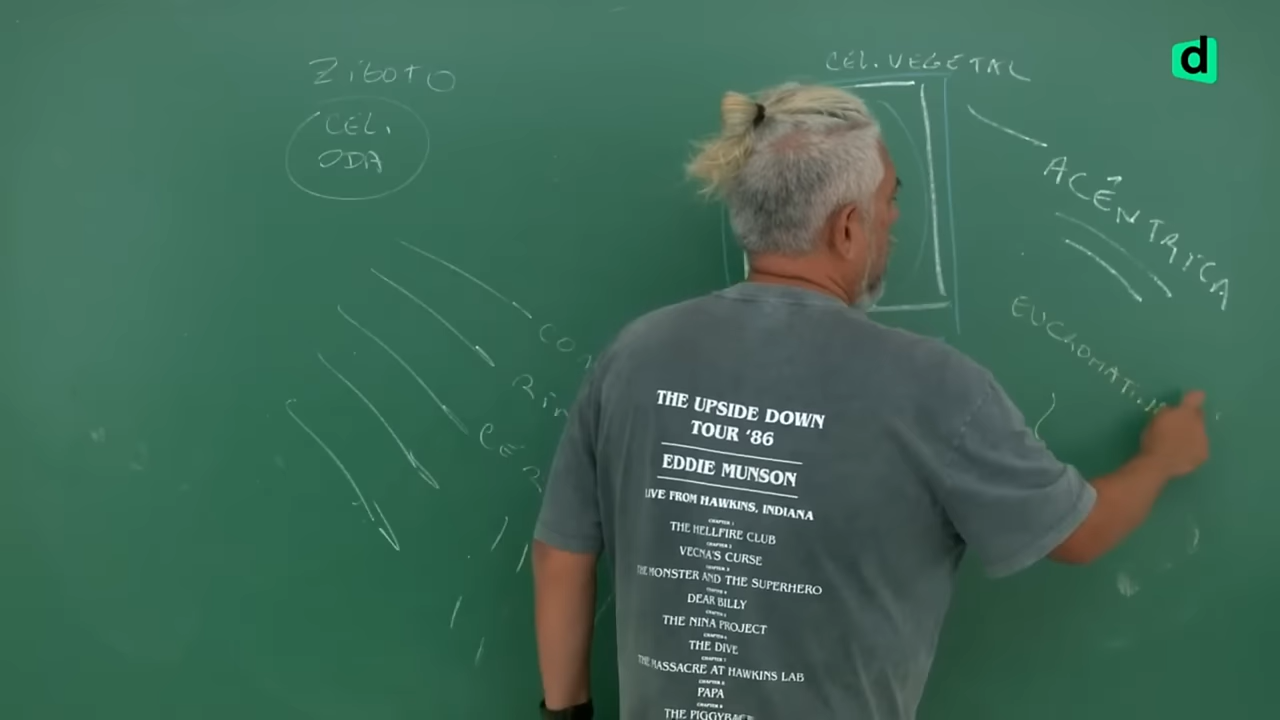 ZIGOTO
CÉL.
ODA
CÉL. VEGETAL
ACÊNTRICA
d
THE UPSIDE DOWN
TOUR '86
EDDIE MUNSON
LIVE FROM HAWKINS, INDIANA
CHAPTER 1
THE HELLFIRE CLUB
CHAPTER 2
VECNA'S CURSE
CHAPTER 3
THE MONSTER AND THE SUPERHERO
CHAPTER 4
DEAR BILLY
CHAPTER 5
THE NINA PROJECT
CHAPTER 6
THE DIVE
CHAPTER 7
THE MASSACRE AT HAWKINS LAB
CHAPTER 8
PAPA
CHAPTER 9
THE PIGGYBACK